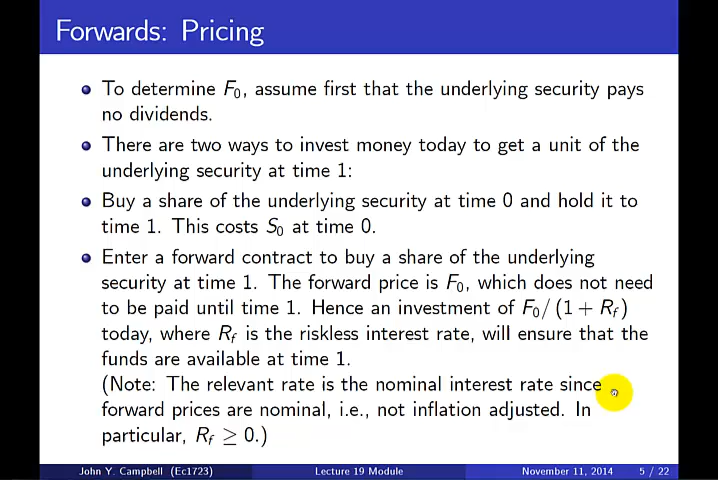 Forwards: Pricing
To determine F₀, assume first that the underlying security pays
no dividends.
There are two ways to invest money today to get a unit of the
underlying security at time 1:
Buy a share of the underlying security at time 0 and hold it to
time 1. This costs S₀ at time 0.
Enter a forward contract to buy a share of the underlying
security at time 1. The forward price is F₀, which does not need
to be paid until time 1. Hence an investment of F₀/ (1 + R_f)
today, where R_f is the riskless interest rate, will ensure that the
funds are available at time 1.
(Note: The relevant rate is the nominal interest rate since
forward prices are nominal, i.e., not inflation adjusted. In
particular, R_f ≥ 0.)
John Y. Campbell (Ec1723) Lecture 19 Module November 11, 2014 5 / 22